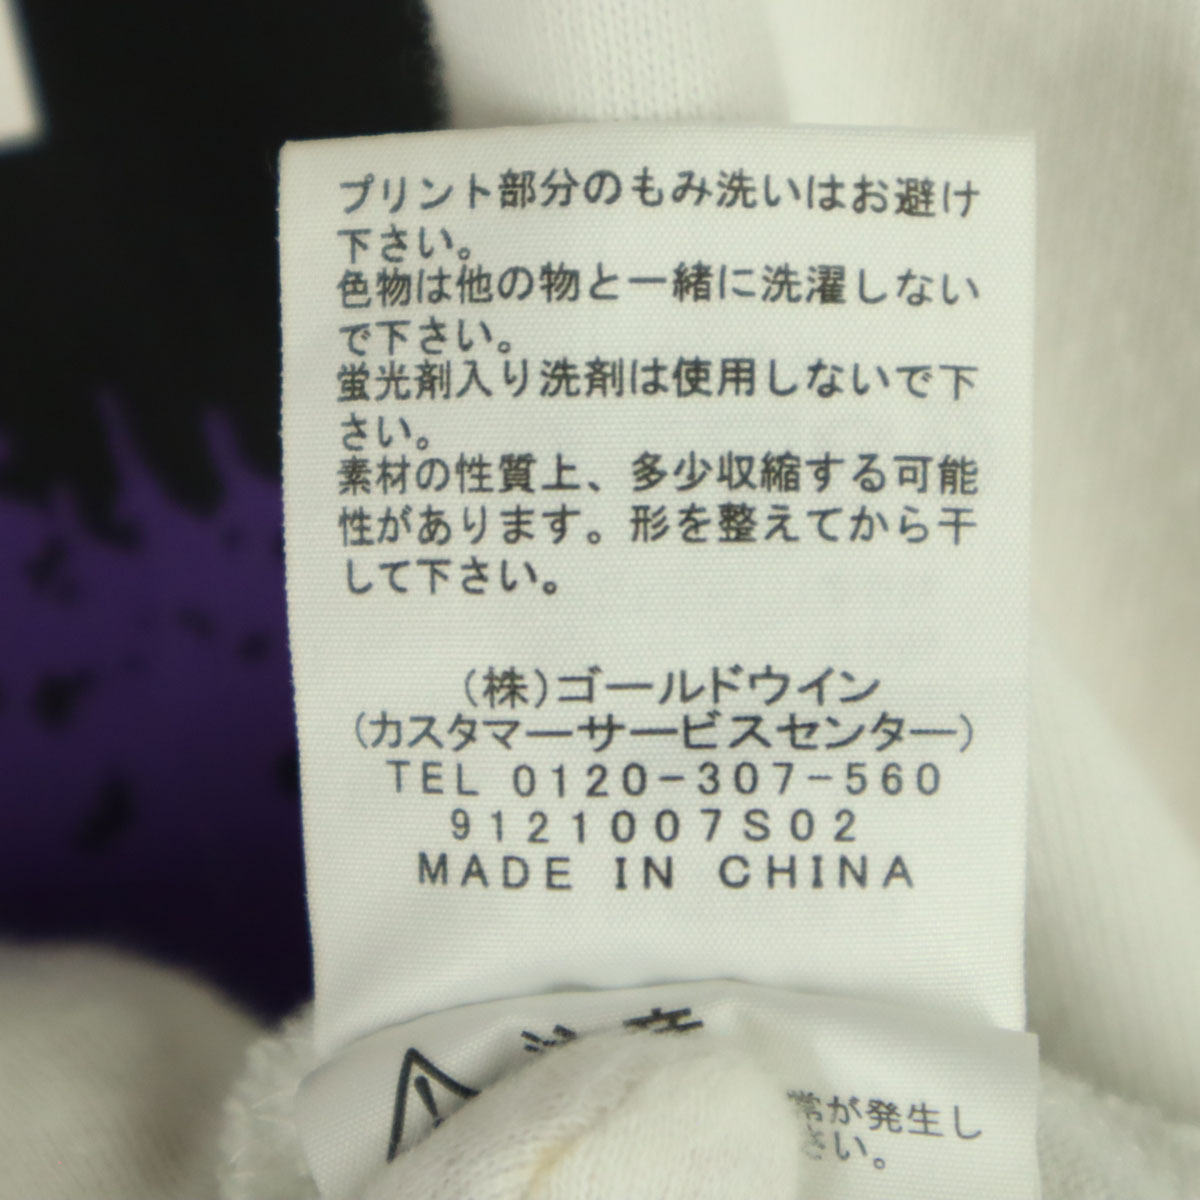 プリント部分のもみ洗いはお避け
下さい。
色物は他の物と一緒に洗濯しない
で下さい。
蛍光剤入り洗剤は使用しないで下
さい。
素材の性質上、多少収縮する可能
性があります。形を整えてから干
して下さい。
(株)ゴールドウイン
(カスタマーサービスセンター)
TEL 0120-307-560
9121007S02
MADE IN CHINA
が発生し
さい。